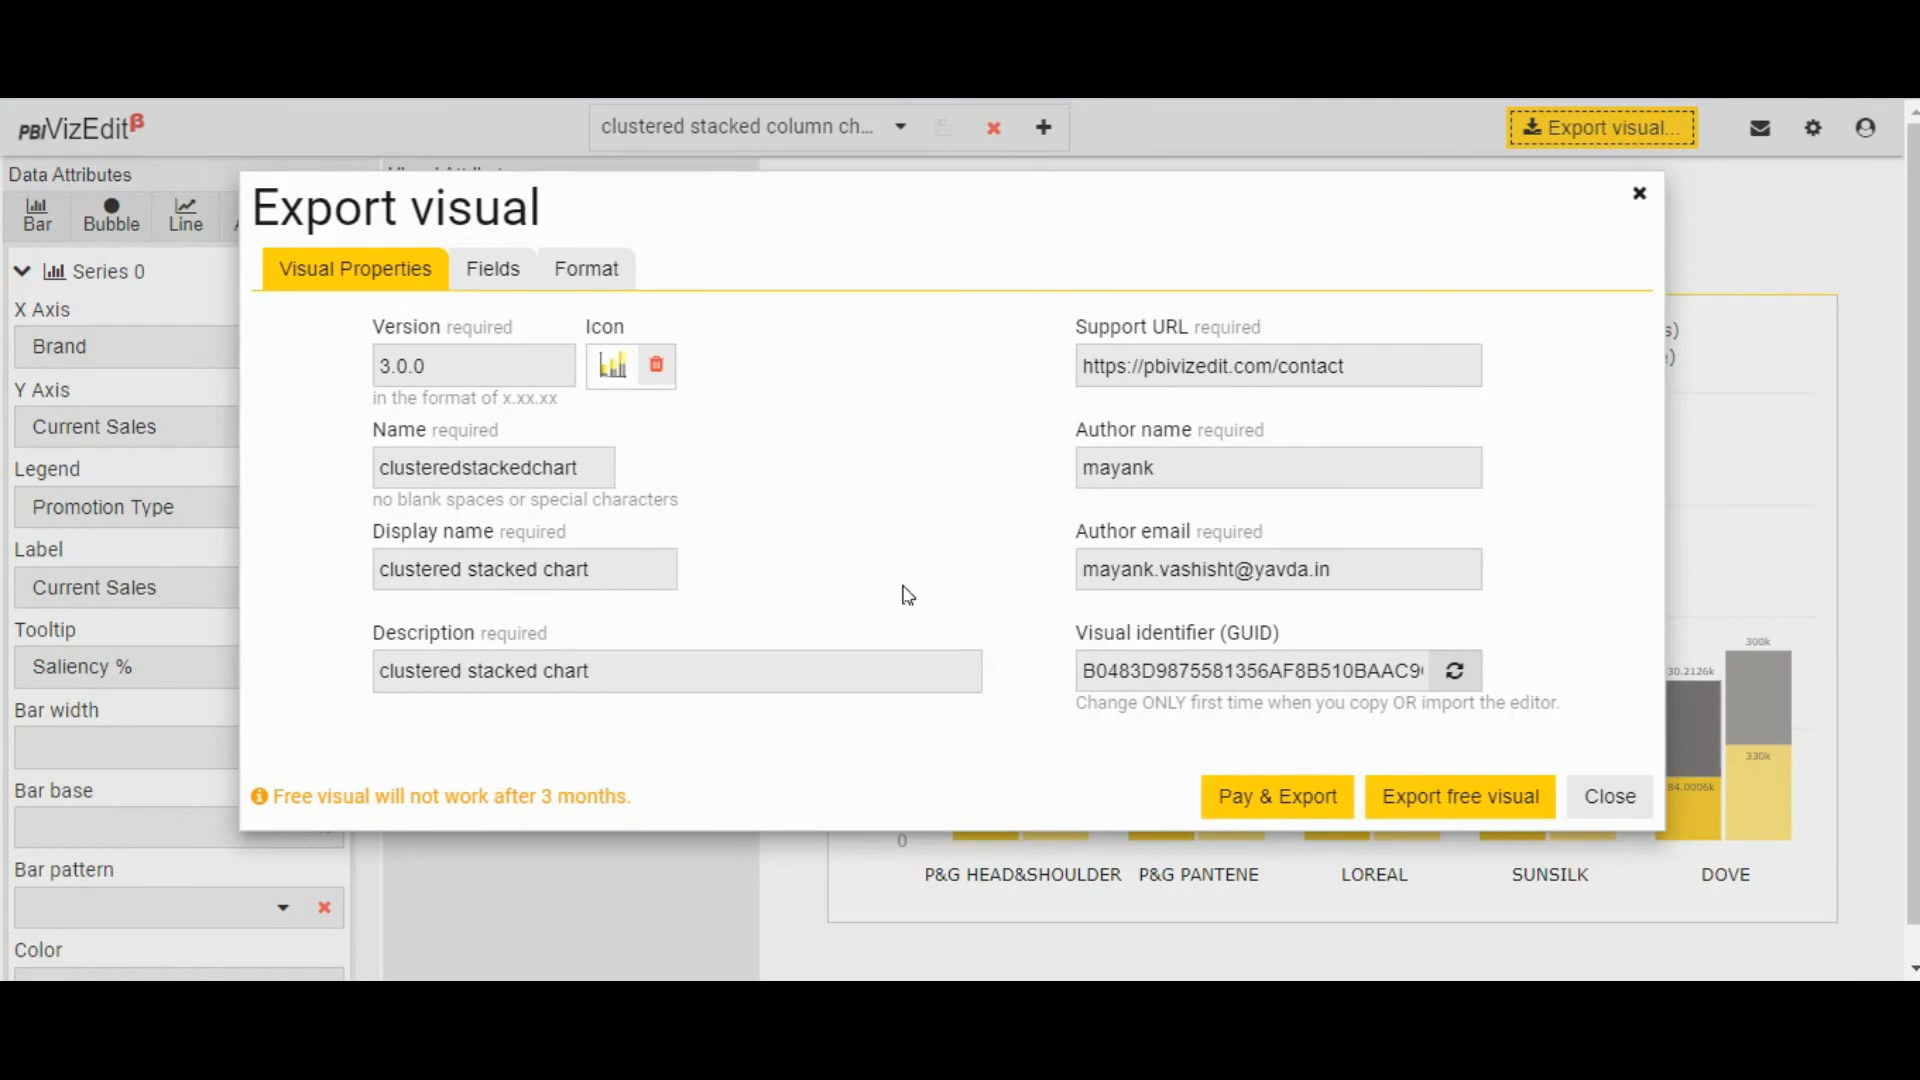 PBIVizEditβ
clustered stacked column ch...
Export visual...
Data Attributes
Bar
Bubble
Line
Series 0
X Axis
Brand
Y Axis
Current Sales
Legend
Promotion Type
Label
Current Sales
Tooltip
Saliency %
Bar width
Bar base
Bar pattern
Color
Export visual
Visual Properties
Fields
Format
Version required
Icon
3.0.0
in the format of x.xx.xx
Name required
clusteredstackedchart
no blank spaces or special characters
Display name required
clustered stacked chart
Description required
clustered stacked chart
Support URL required
https://pbivizedit.com/contact
Author name required
mayank
Author email required
mayank.vashisht@yavda.in
Visual identifier (GUID)
B0483D9875581356AF8B510BAAC9
Change ONLY first time when you copy OR import the editor.
Free visual will not work after 3 months.
Pay & Export
Export free visual
Close
300k
30.2126k
330k
84.0006k
0
P&G HEAD&SHOULDER
P&G PANTENE
LOREAL
SUNSILK
DOVE